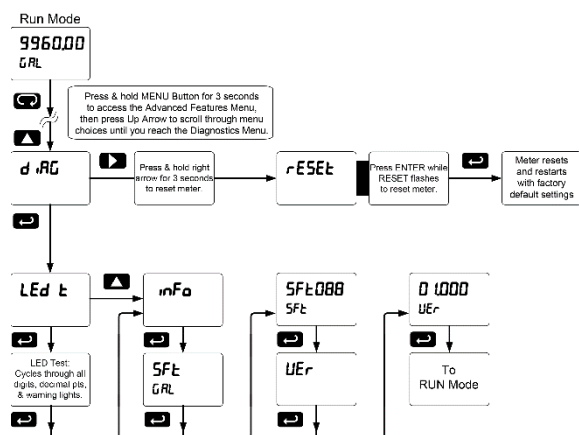 Run Mode
9960.00
GAL
Press & hold MENU Button for 3 seconds
to access the Advanced Features Menu,
then press Up Arrow to scroll through menu
choices until you reach the Diagnostics Menu.
diAG
Press & hold right
arrow for 3 seconds
to reset meter.
rESEt
Press ENTER while
RESET flashes
to reset meter.
Meter resets
and restarts
with factory
default settings
LEd t
inFo
SFt088
SFt
01.000
VEr
LED Test:
Cycles through all
digits, decimal pts,
& warning lights.
SFt
GAL
VEr
To
RUN Mode